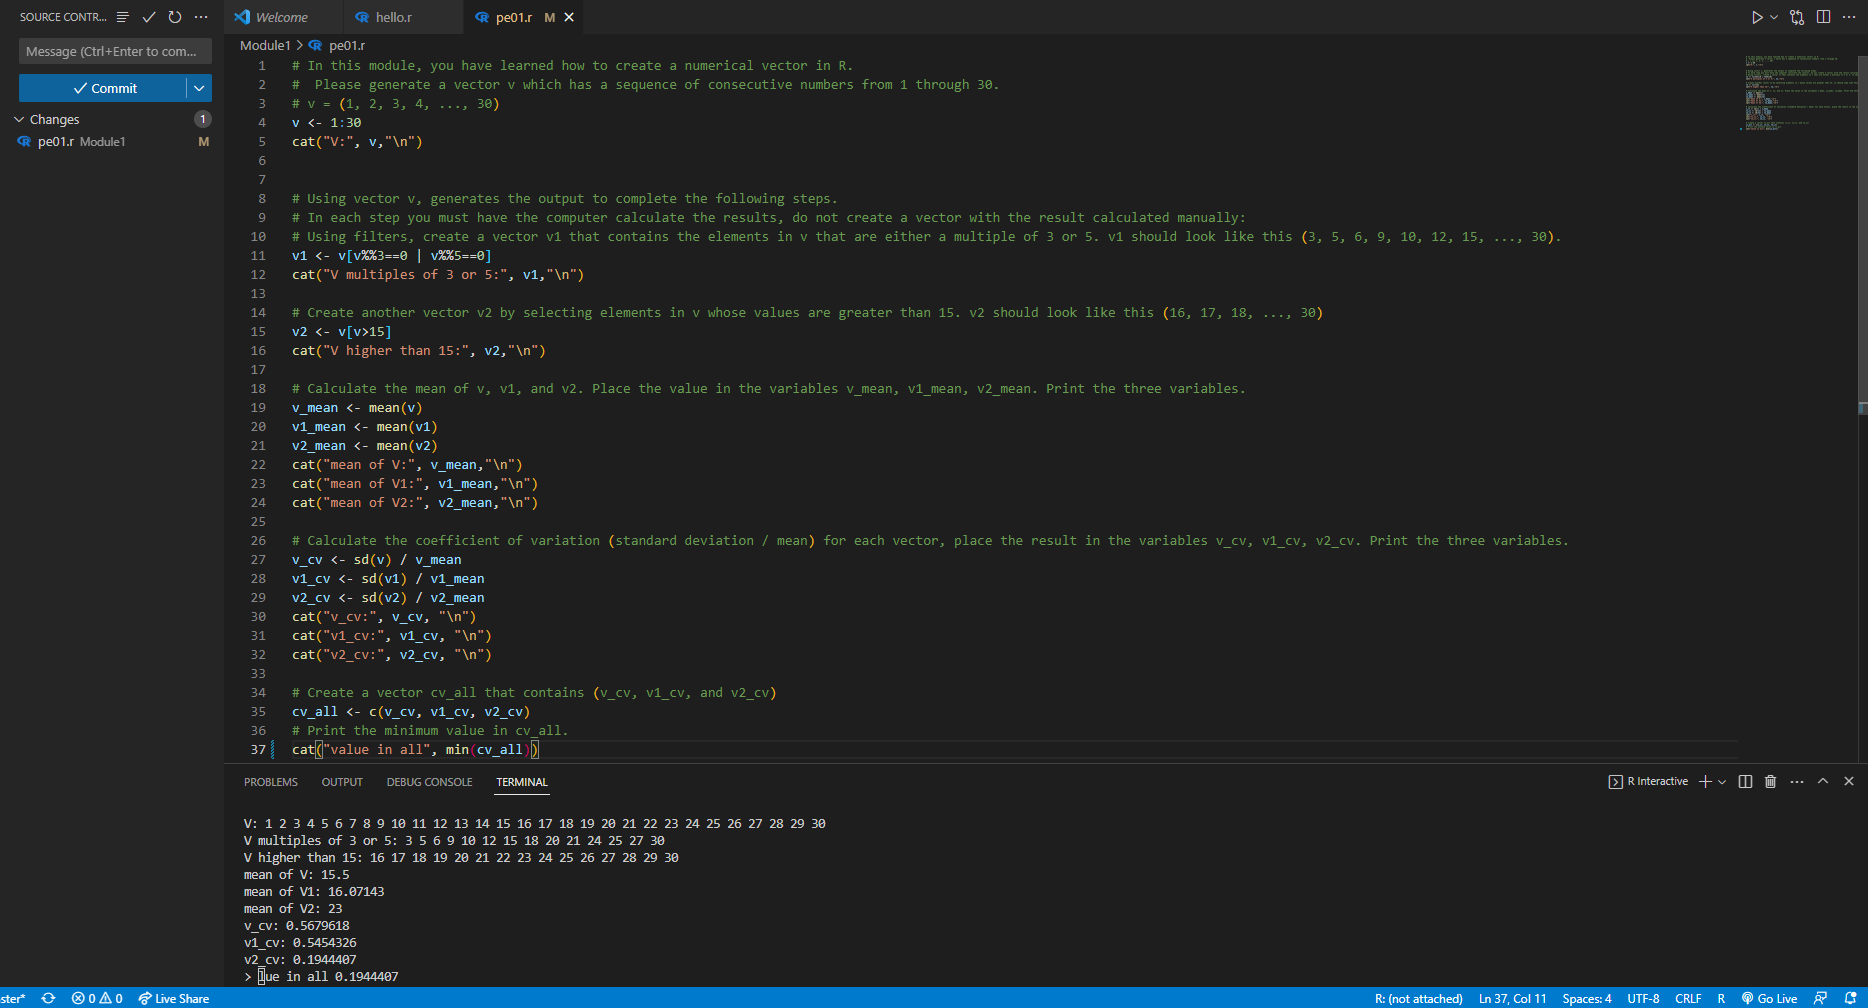 SOURCE CONTR...
Welcome
hello.r
pe01.r M
Message (Ctrl+Enter to com...
Commit
Changes 1
pe01.r Module1 M
Module1 > pe01.r
1 # In this module, you have learned how to create a numerical vector in R.
2 #  Please generate a vector v which has a sequence of consecutive numbers from 1 through 30.
3 # v = (1, 2, 3, 4, ..., 30)
4 v <- 1:30
5 cat("V:", v,"\n")
6
7
8 # Using vector v, generates the output to complete the following steps.
9 # In each step you must have the computer calculate the results, do not create a vector with the result calculated manually:
10 # Using filters, create a vector v1 that contains the elements in v that are either a multiple of 3 or 5. v1 should look like this (3, 5, 6, 9, 10, 12, 15, ..., 30).
11 v1 <- v[v%%3==0 | v%%5==0]
12 cat("V multiples of 3 or 5:", v1,"\n")
13
14 # Create another vector v2 by selecting elements in v whose values are greater than 15. v2 should look like this (16, 17, 18, ..., 30)
15 v2 <- v[v>15]
16 cat("V higher than 15:", v2,"\n")
17
18 # Calculate the mean of v, v1, and v2. Place the value in the variables v_mean, v1_mean, v2_mean. Print the three variables.
19 v_mean <- mean(v)
20 v1_mean <- mean(v1)
21 v2_mean <- mean(v2)
22 cat("mean of V:", v_mean,"\n")
23 cat("mean of V1:", v1_mean,"\n")
24 cat("mean of V2:", v2_mean,"\n")
25
26 # Calculate the coefficient of variation (standard deviation / mean) for each vector, place the result in the variables v_cv, v1_cv, v2_cv. Print the three variables.
27 v_cv <- sd(v) / v_mean
28 v1_cv <- sd(v1) / v1_mean
29 v2_cv <- sd(v2) / v2_mean
30 cat("v_cv:", v_cv, "\n")
31 cat("v1_cv:", v1_cv, "\n")
32 cat("v2_cv:", v2_cv, "\n")
33
34 # Create a vector cv_all that contains (v_cv, v1_cv, and v2_cv)
35 cv_all <- c(v_cv, v1_cv, v2_cv)
36 # Print the minimum value in cv_all.
37 cat("value in all", min(cv_all))
PROBLEMS OUTPUT DEBUG CONSOLE TERMINAL
R Interactive
V: 1 2 3 4 5 6 7 8 9 10 11 12 13 14 15 16 17 18 19 20 21 22 23 24 25 26 27 28 29 30
V multiples of 3 or 5: 3 5 6 9 10 12 15 18 20 21 24 25 27 30
V higher than 15: 16 17 18 19 20 21 22 23 24 25 26 27 28 29 30
mean of V: 15.5
mean of V1: 16.07143
mean of V2: 23
v_cv: 0.5679618
v1_cv: 0.5454326
v2_cv: 0.1944407
> lue in all 0.1944407
ster* 0 0 Live Share
R: (not attached) Ln 37, Col 11 Spaces: 4 UTF-8 CRLF R Go Live